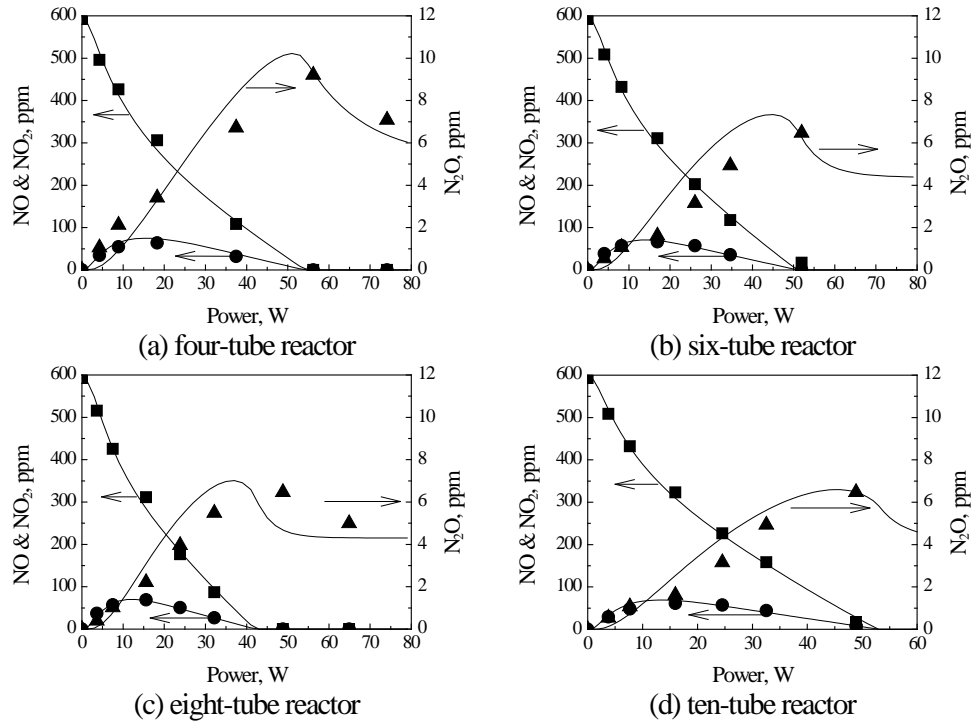 600
500
400
300
200
100
0
NO & NO₂, ppm
12
10
8
6
4
2
0
N₂O, ppm
0 10 20 30 40 50 60 70 80
Power, W
(a) four-tube reactor
600
500
400
300
200
100
0
NO & NO₂, ppm
12
10
8
6
4
2
0
N₂O, ppm
0 10 20 30 40 50 60 70 80
Power, W
(b) six-tube reactor
600
500
400
300
200
100
0
NO & NO₂, ppm
12
10
8
6
4
2
0
N₂O, ppm
0 10 20 30 40 50 60 70 80
Power, W
(c) eight-tube reactor
600
500
400
300
200
100
0
NO & NO₂, ppm
12
10
8
6
4
2
0
N₂O, ppm
0 10 20 30 40 50 60
Power, W
(d) ten-tube reactor